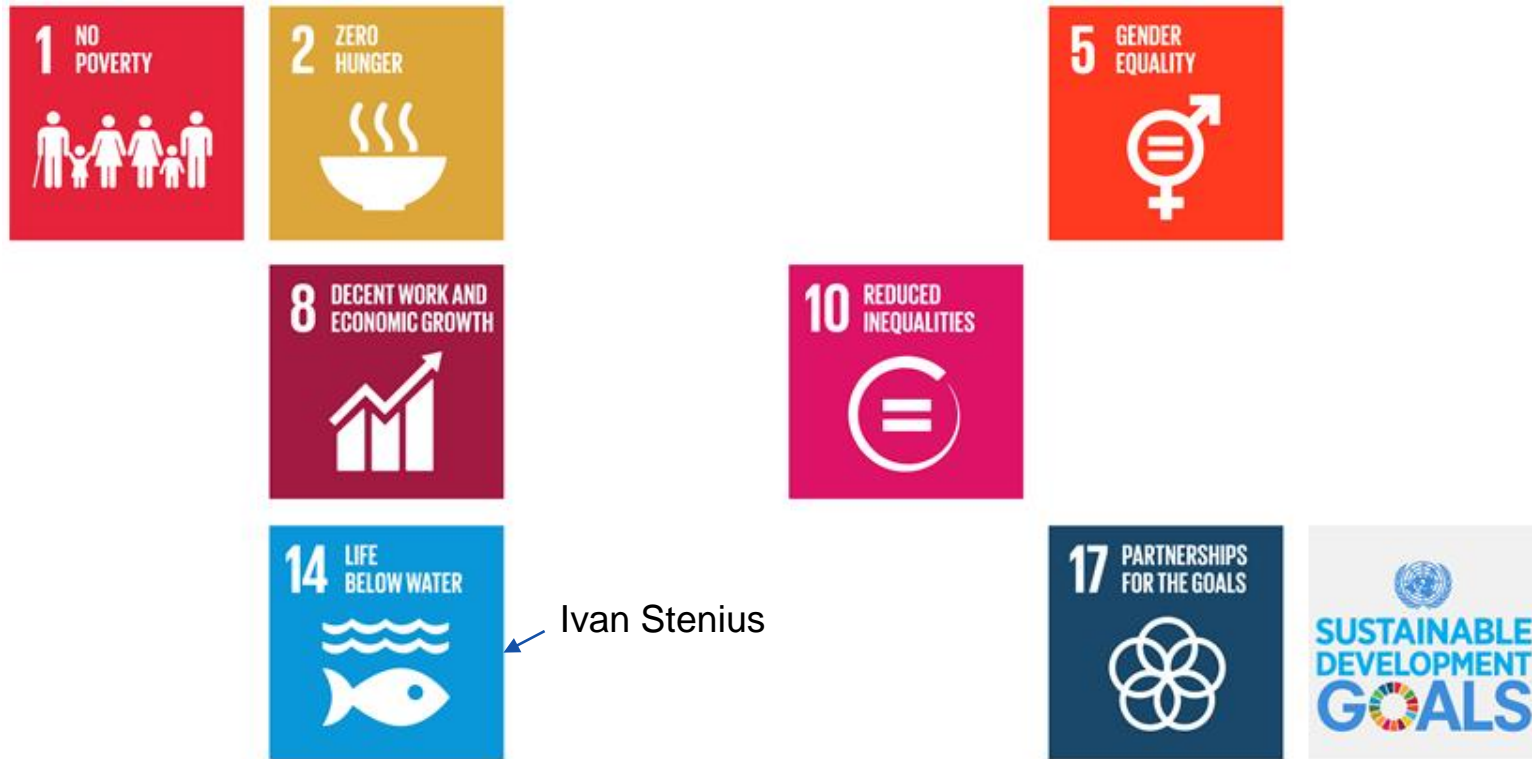 1 NO
POVERTY
2 ZERO
HUNGER
5 GENDER
EQUALITY
8 DECENT WORK AND
ECONOMIC GROWTH
10 REDUCED
INEQUALITIES
14 LIFE
BELOW WATER
Ivan Stenius
17 PARTNERSHIPS
FOR THE GOALS
SUSTAINABLE
DEVELOPMENT
GOALS